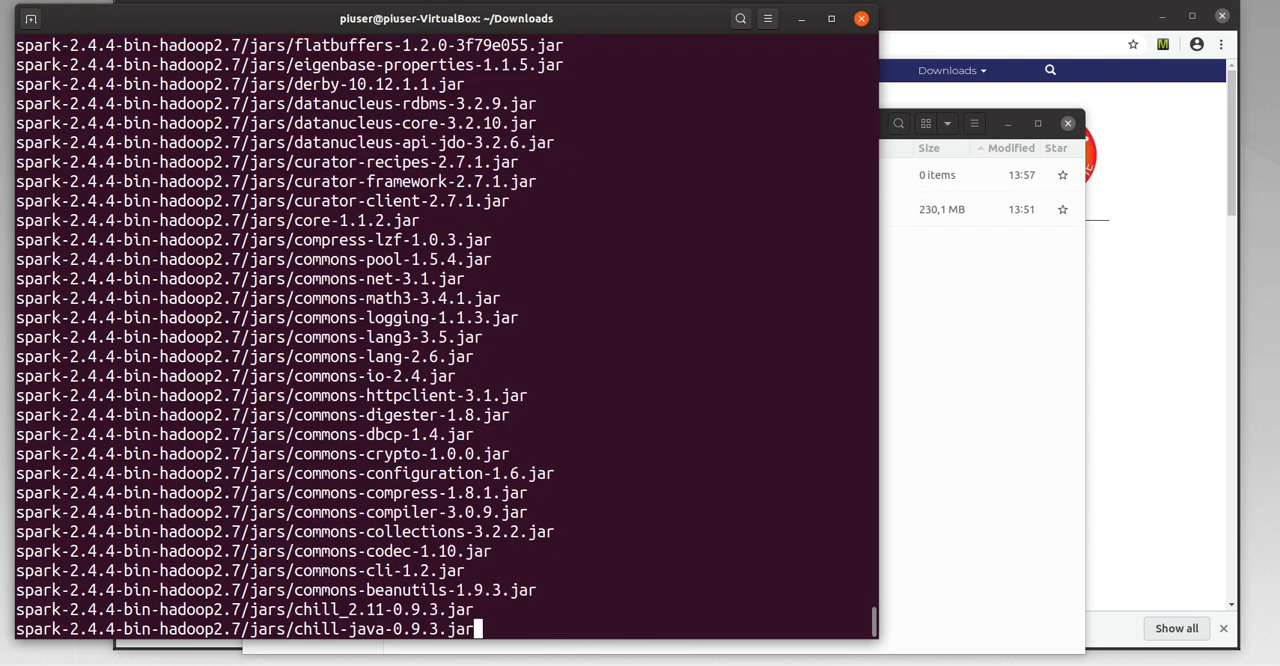 piuser@piuser-VirtualBox: ~/Downloads
spark-2.4.4-bin-hadoop2.7/jars/flatbuffers-1.2.0-3f79e055.jar
spark-2.4.4-bin-hadoop2.7/jars/eigenbase-properties-1.1.5.jar
spark-2.4.4-bin-hadoop2.7/jars/derby-10.12.1.1.jar
spark-2.4.4-bin-hadoop2.7/jars/datanucleus-rdbms-3.2.9.jar
spark-2.4.4-bin-hadoop2.7/jars/datanucleus-core-3.2.10.jar
spark-2.4.4-bin-hadoop2.7/jars/datanucleus-api-jdo-3.2.6.jar
spark-2.4.4-bin-hadoop2.7/jars/curator-recipes-2.7.1.jar
spark-2.4.4-bin-hadoop2.7/jars/curator-framework-2.7.1.jar
spark-2.4.4-bin-hadoop2.7/jars/curator-client-2.7.1.jar
spark-2.4.4-bin-hadoop2.7/jars/core-1.1.2.jar
spark-2.4.4-bin-hadoop2.7/jars/compress-lzf-1.0.3.jar
spark-2.4.4-bin-hadoop2.7/jars/commons-pool-1.5.4.jar
spark-2.4.4-bin-hadoop2.7/jars/commons-net-3.1.jar
spark-2.4.4-bin-hadoop2.7/jars/commons-math3-3.4.1.jar
spark-2.4.4-bin-hadoop2.7/jars/commons-logging-1.1.3.jar
spark-2.4.4-bin-hadoop2.7/jars/commons-lang3-3.5.jar
spark-2.4.4-bin-hadoop2.7/jars/commons-lang-2.6.jar
spark-2.4.4-bin-hadoop2.7/jars/commons-io-2.4.jar
spark-2.4.4-bin-hadoop2.7/jars/commons-httpclient-3.1.jar
spark-2.4.4-bin-hadoop2.7/jars/commons-digester-1.8.jar
spark-2.4.4-bin-hadoop2.7/jars/commons-dbcp-1.4.jar
spark-2.4.4-bin-hadoop2.7/jars/commons-crypto-1.0.0.jar
spark-2.4.4-bin-hadoop2.7/jars/commons-configuration-1.6.jar
spark-2.4.4-bin-hadoop2.7/jars/commons-compress-1.8.1.jar
spark-2.4.4-bin-hadoop2.7/jars/commons-compiler-3.0.9.jar
spark-2.4.4-bin-hadoop2.7/jars/commons-collections-3.2.2.jar
spark-2.4.4-bin-hadoop2.7/jars/commons-codec-1.10.jar
spark-2.4.4-bin-hadoop2.7/jars/commons-cli-1.2.jar
spark-2.4.4-bin-hadoop2.7/jars/commons-beanutils-1.9.3.jar
spark-2.4.4-bin-hadoop2.7/jars/chill_2.11-0.9.3.jar
spark-2.4.4-bin-hadoop2.7/jars/chill-java-0.9.3.jar
Downloads
Size Modified Star
0 items 13:57
230,1 MB 13:51
Show all